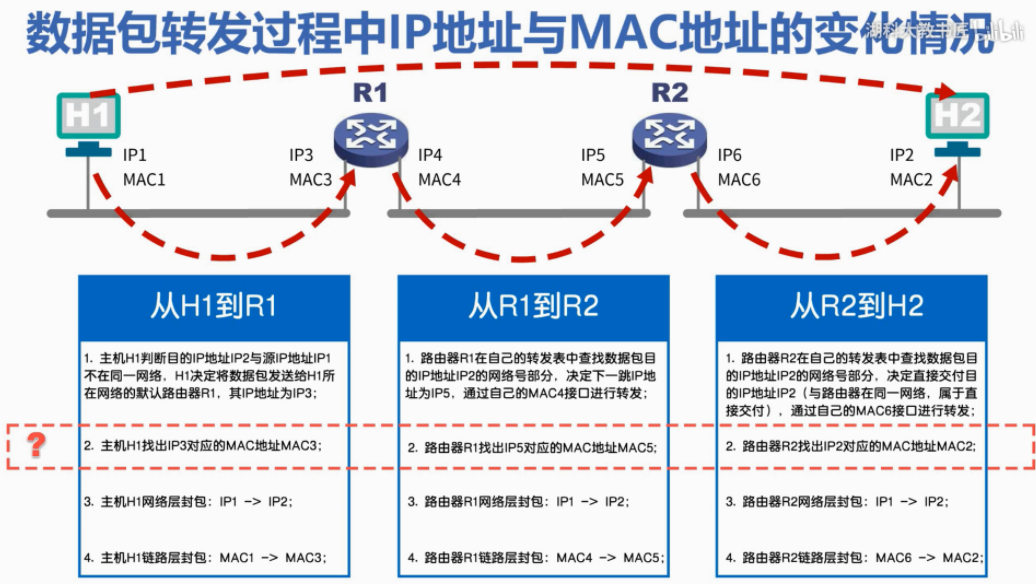 数据包转发过程中IP地址与MAC地址的变化情况
湖科大教书匠 bilibili
R1
R2
H1
H2
IP1
MAC1
IP3
MAC3
IP4
MAC4
IP5
MAC5
IP6
MAC6
IP2
MAC2
从H1到R1
1. 主机H1判断目的IP地址IP2与源IP地址IP1
不在同一网络，H1决定将数据包发送给H1所
在网络的默认路由器R1，其IP地址为IP3；
?
2. 主机H1找出IP3对应的MAC地址MAC3；
3. 主机H1网络层封包：IP1 -> IP2；
4. 主机H1链路层封包：MAC1 -> MAC3；
从R1到R2
1. 路由器R1在自己的转发表中查找数据包目
的IP地址IP2的网络号部分，决定下一跳IP地
址为IP5，通过自己的MAC4接口进行转发；
2. 路由器R1找出IP5对应的MAC地址MAC5；
3. 路由器R1网络层封包：IP1 -> IP2；
4. 路由器R1链路层封包：MAC4 -> MAC5；
从R2到H2
1. 路由器R2在自己的转发表中查找数据包目
的IP地址IP2的网络号部分，决定直接交付目
的IP地址IP2（与路由器在同一网络，属于直
接交付），通过自己的MAC6接口进行转发；
2. 路由器R2找出IP2对应的MAC地址MAC2；
3. 路由器R2网络层封包：IP1 -> IP2；
4. 路由器R2链路层封包：MAC6 -> MAC2；